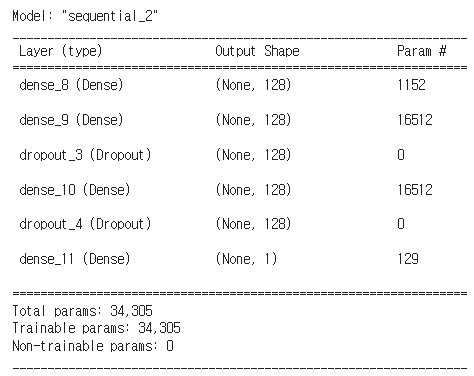 Model: "sequential_2"
_________________________________________________________________
Layer (type) Output Shape Param #
=================================================================
dense_8 (Dense) (None, 128) 1152
dense_9 (Dense) (None, 128) 16512
dropout_3 (Dropout) (None, 128) 0
dense_10 (Dense) (None, 128) 16512
dropout_4 (Dropout) (None, 128) 0
dense_11 (Dense) (None, 1) 129
=================================================================
Total params: 34,305
Trainable params: 34,305
Non-trainable params: 0
_________________________________________________________________